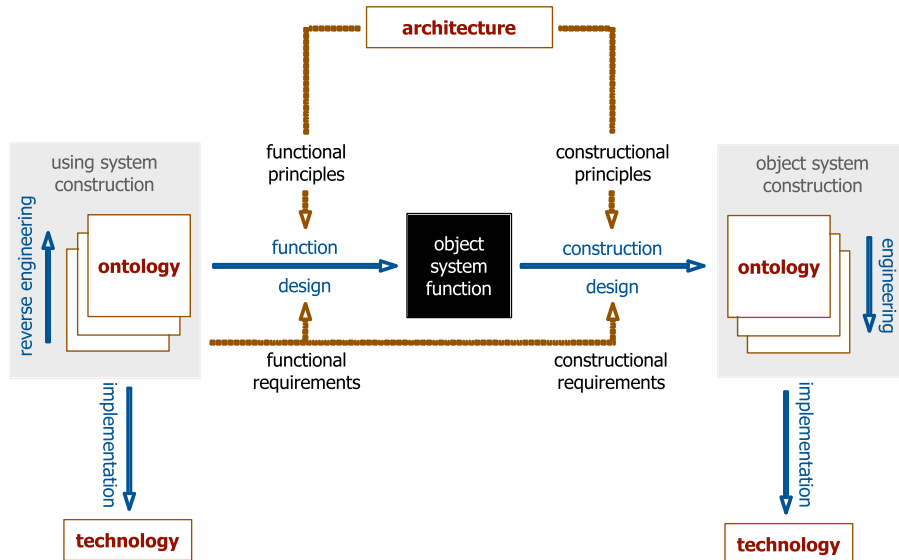 architecture
functional
principles
constructional
principles
using system
construction
object system
construction
reverse engineering
ontology
function
design
object
system
function
construction
design
ontology
engineering
functional
requirements
constructional
requirements
implementation
implementation
technology
technology